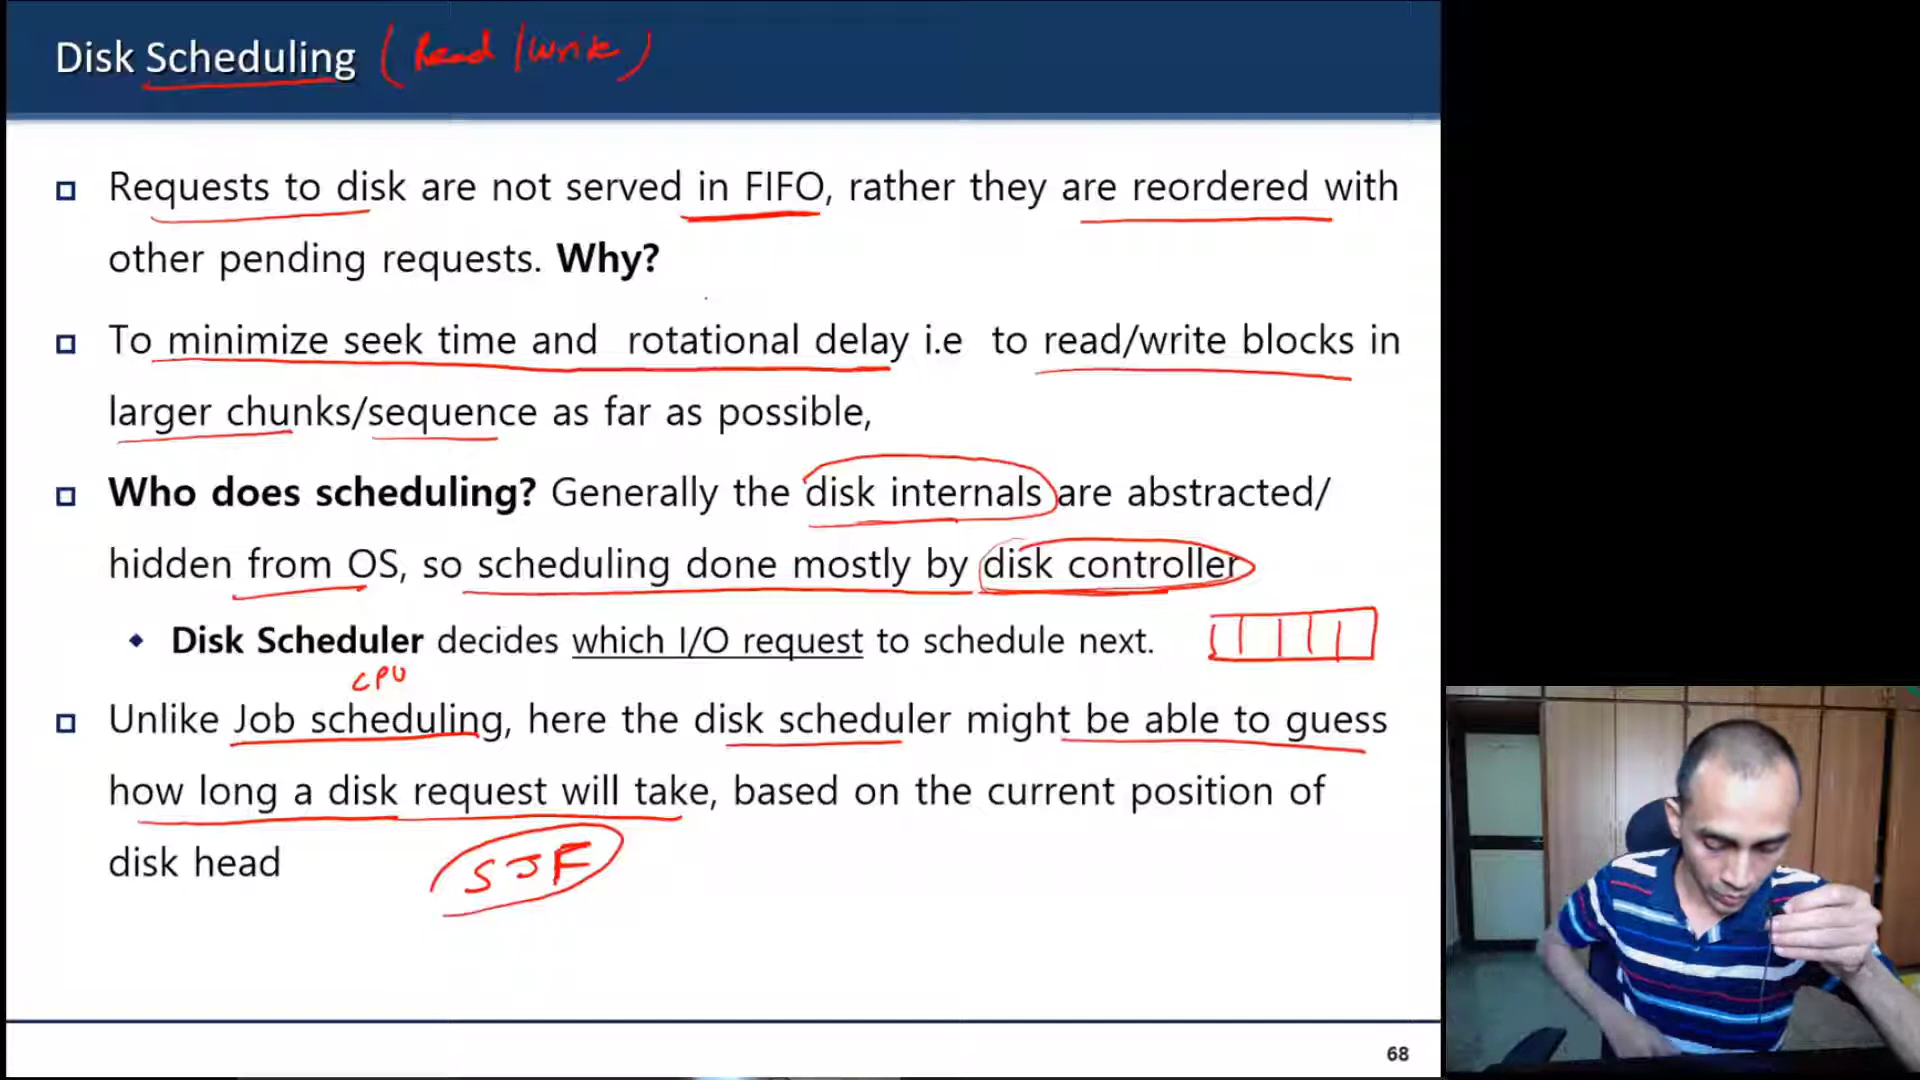 Disk Scheduling (Read/Write)
Requests to disk are not served in FIFO, rather they are reordered with
other pending requests. Why?
To minimize seek time and rotational delay i.e to read/write blocks in
larger chunks/sequence as far as possible,
Who does scheduling? Generally the disk internals are abstracted/
hidden from OS, so scheduling done mostly by disk controller
Disk Scheduler decides which I/O request to schedule next.
CPU
Unlike Job scheduling, here the disk scheduler might be able to guess
how long a disk request will take, based on the current position of
disk head
SJF
68